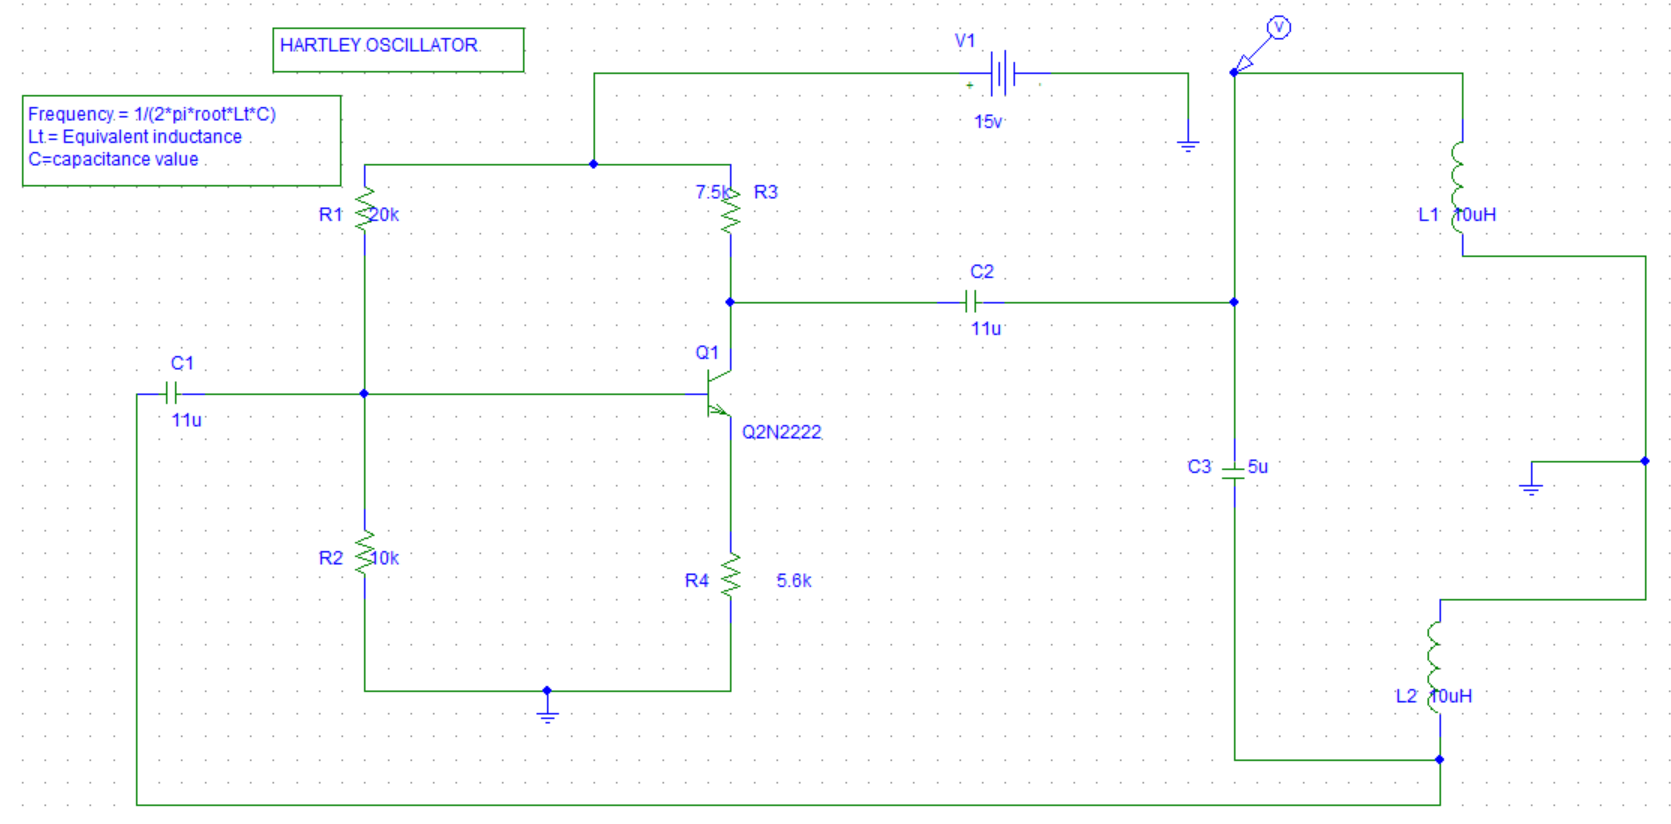 HARTLEY OSCILLATOR
Frequency = 1/(2*pi*root*Lt*C)
Lt = Equivalent inductance
C=capacitance value
V1
V
+
-
15v
7.5k R3
R1 20k
L1 10uH
C2
11u
Q1
C1
11u
Q2N2222
C3 5u
R2 10k
R4 5.6k
L2 10uH